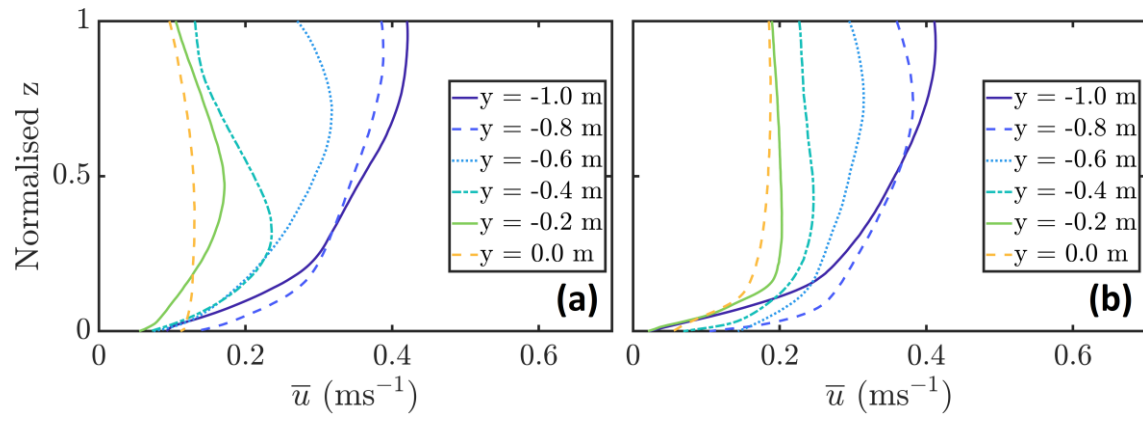 1
0.5
0
Normalised z
0
0.2
0.4
0.6
u̅ (ms⁻¹)
y = -1.0 m
y = -0.8 m
y = -0.6 m
y = -0.4 m
y = -0.2 m
y = 0.0 m
(a)
0
0.2
0.4
0.6
u̅ (ms⁻¹)
y = -1.0 m
y = -0.8 m
y = -0.6 m
y = -0.4 m
y = -0.2 m
y = 0.0 m
(b)